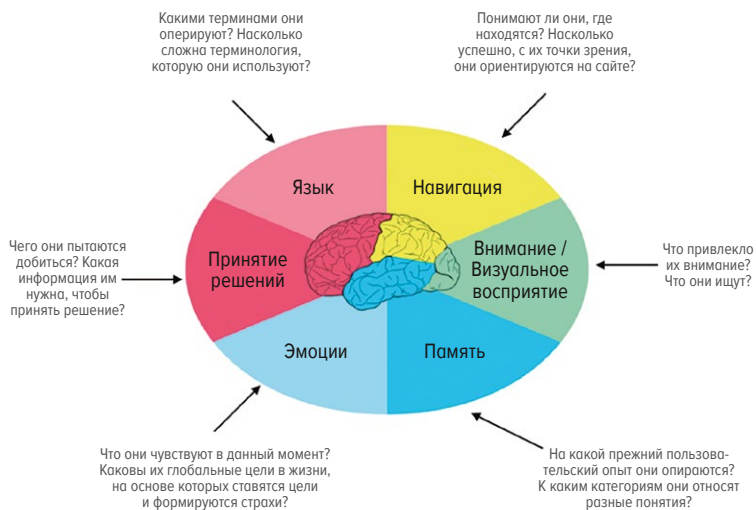 Какими терминами они
оперируют? Насколько
сложна терминология,
которую они используют?
Понимают ли они, где
находятся? Насколько
успешно, с их точки зрения,
они ориентируются на сайте?
Язык
Навигация
Чего они пытаются
добиться? Какая
информация им
нужна, чтобы
принять решение?
Принятие
решений
Внимание /
Визуальное
восприятие
Что привлекло
их внимание?
Что они ищут?
Эмоции
Память
Что они чувствуют в данный момент?
Каковы их глобальные цели в жизни,
на основе которых ставятся цели
и формируются страхи?
На какой прежний пользова-
тельский опыт они опираются?
К каким категориям они относят
разные понятия?